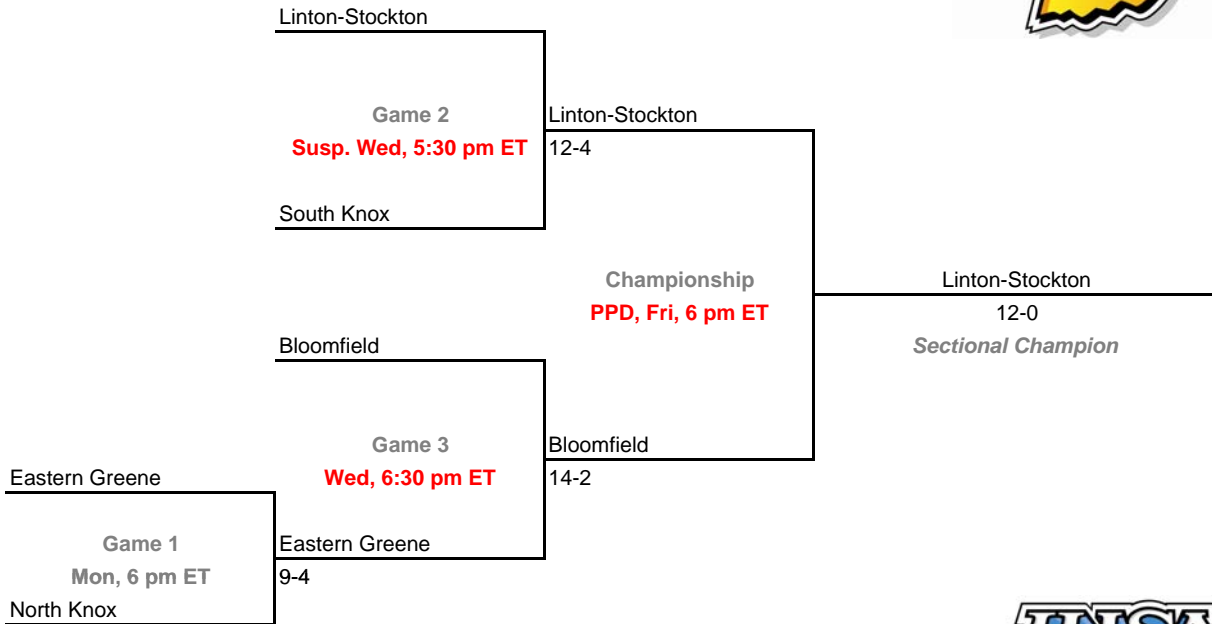 Linton-Stockton
Game 2
Linton-Stockton
Susp. Wed, 5:30 pm ET
12-4
South Knox
Championship
Linton-Stockton
PPD, Fri, 6 pm ET
12-0
Bloomfield
Sectional Champion
Game 3
Bloomfield
Eastern Greene
Wed, 6:30 pm ET
14-2
Game 1
Eastern Greene
Mon, 6 pm ET
9-4
North Knox